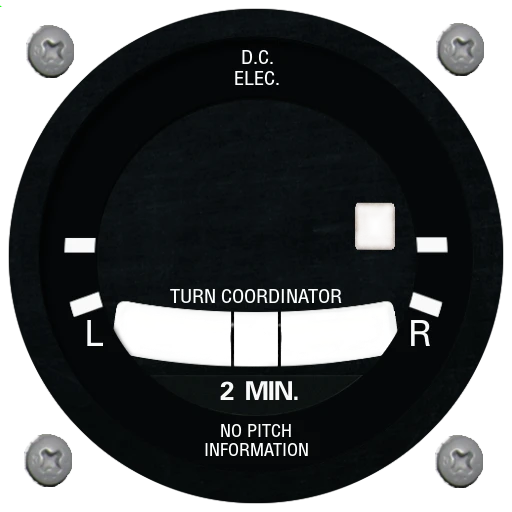 D.C.
ELEC.
TURN COORDINATOR
L R
2 MIN.
NO PITCH
INFORMATION